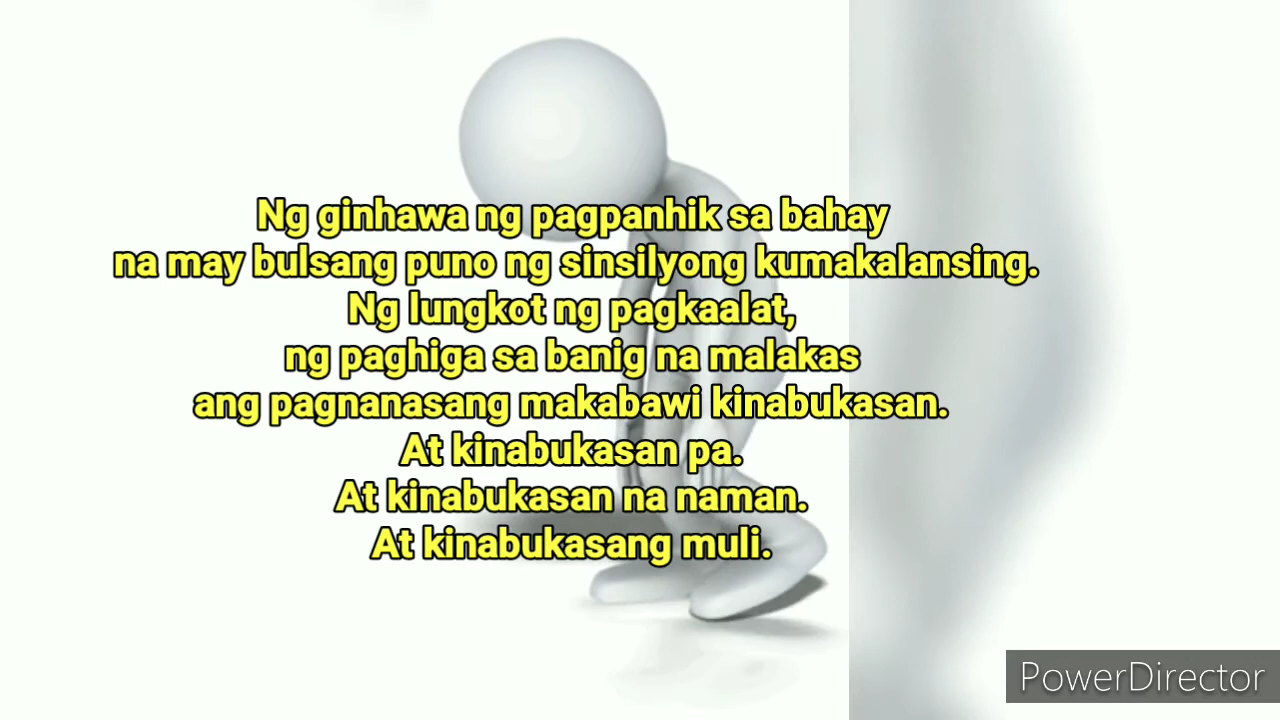 Ng ginhawa ng pagpanhik sa bahay
na may bulsang puno ng sinsilyong kumakalansing.
Ng lungkot ng pagkaalat,
ng paghiga sa banig na malakas
ang pagnanasang makabawi kinabukasan.
At kinabukasan pa.
At kinabukasan na naman.
At kinabukasang muli.
PowerDirector